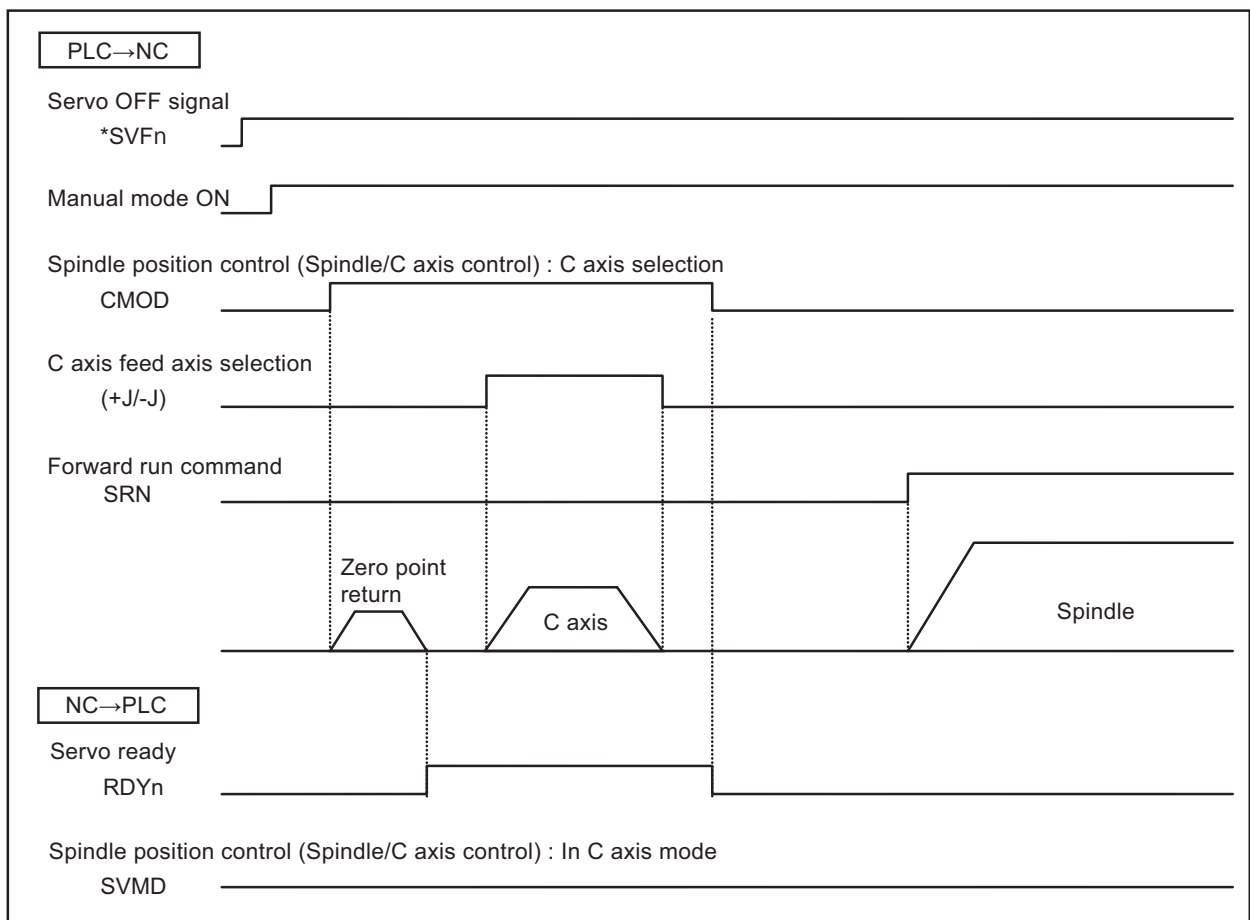 PLC→NC
Servo OFF signal
*SVFn
Manual mode ON
Spindle position control (Spindle/C axis control) : C axis selection
CMOD
C axis feed axis selection
(+J/-J)
Forward run command
SRN
Zero point
return
C axis
Spindle
NC→PLC
Servo ready
RDYn
Spindle position control (Spindle/C axis control) : In C axis mode
SVMD